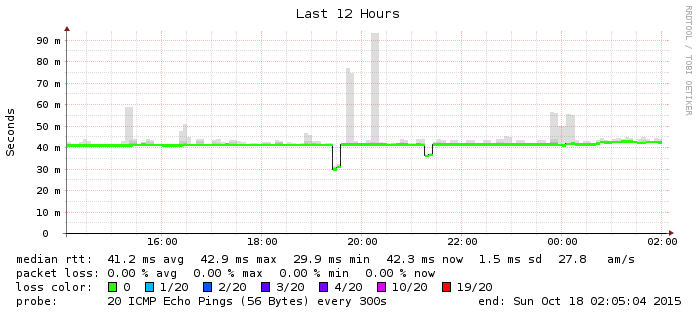 Last 12 Hours
RRDTOOL / TOBI OETIKER
Seconds
90 m
80 m
70 m
60 m
50 m
40 m
30 m
20 m
10 m
0
16:00 18:00 20:00 22:00 00:00 02:00
median rtt: 41.2 ms avg 42.9 ms max 29.9 ms min 42.3 ms now 1.5 ms sd 27.8 am/s
packet loss: 0.00 % avg 0.00 % max 0.00 % min 0.00 % now
loss color: 0 1/20 2/20 3/20 4/20 10/20 19/20
probe: 20 ICMP Echo Pings (56 Bytes) every 300s end: Sun Oct 18 02:05:04 2015